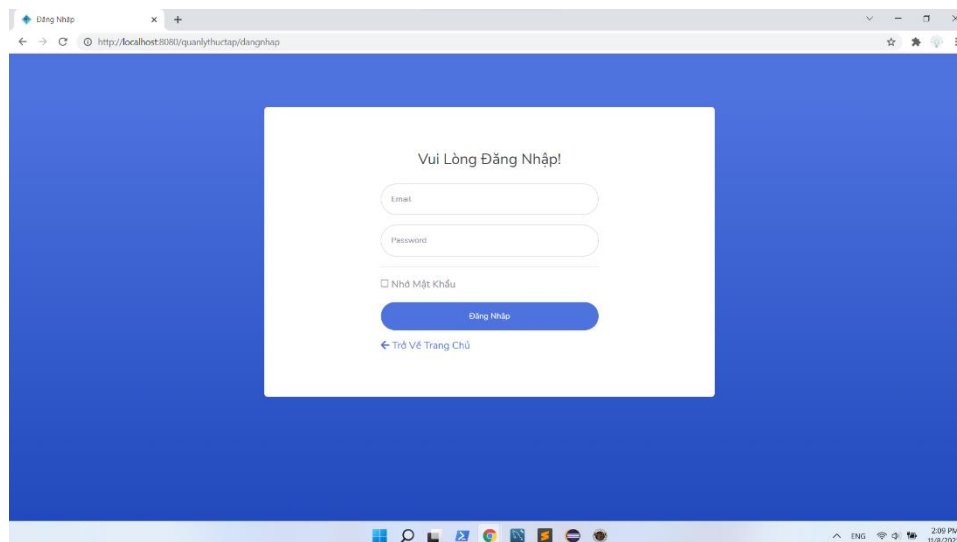 Đăng Nhập
http://localhost:8080/quanlythuctap/dangnhap
Vui Lòng Đăng Nhập!
Email
Password
Nhớ Mật Khẩu
Đăng Nhập
Trở Về Trang Chủ
ENG
2:09 PM